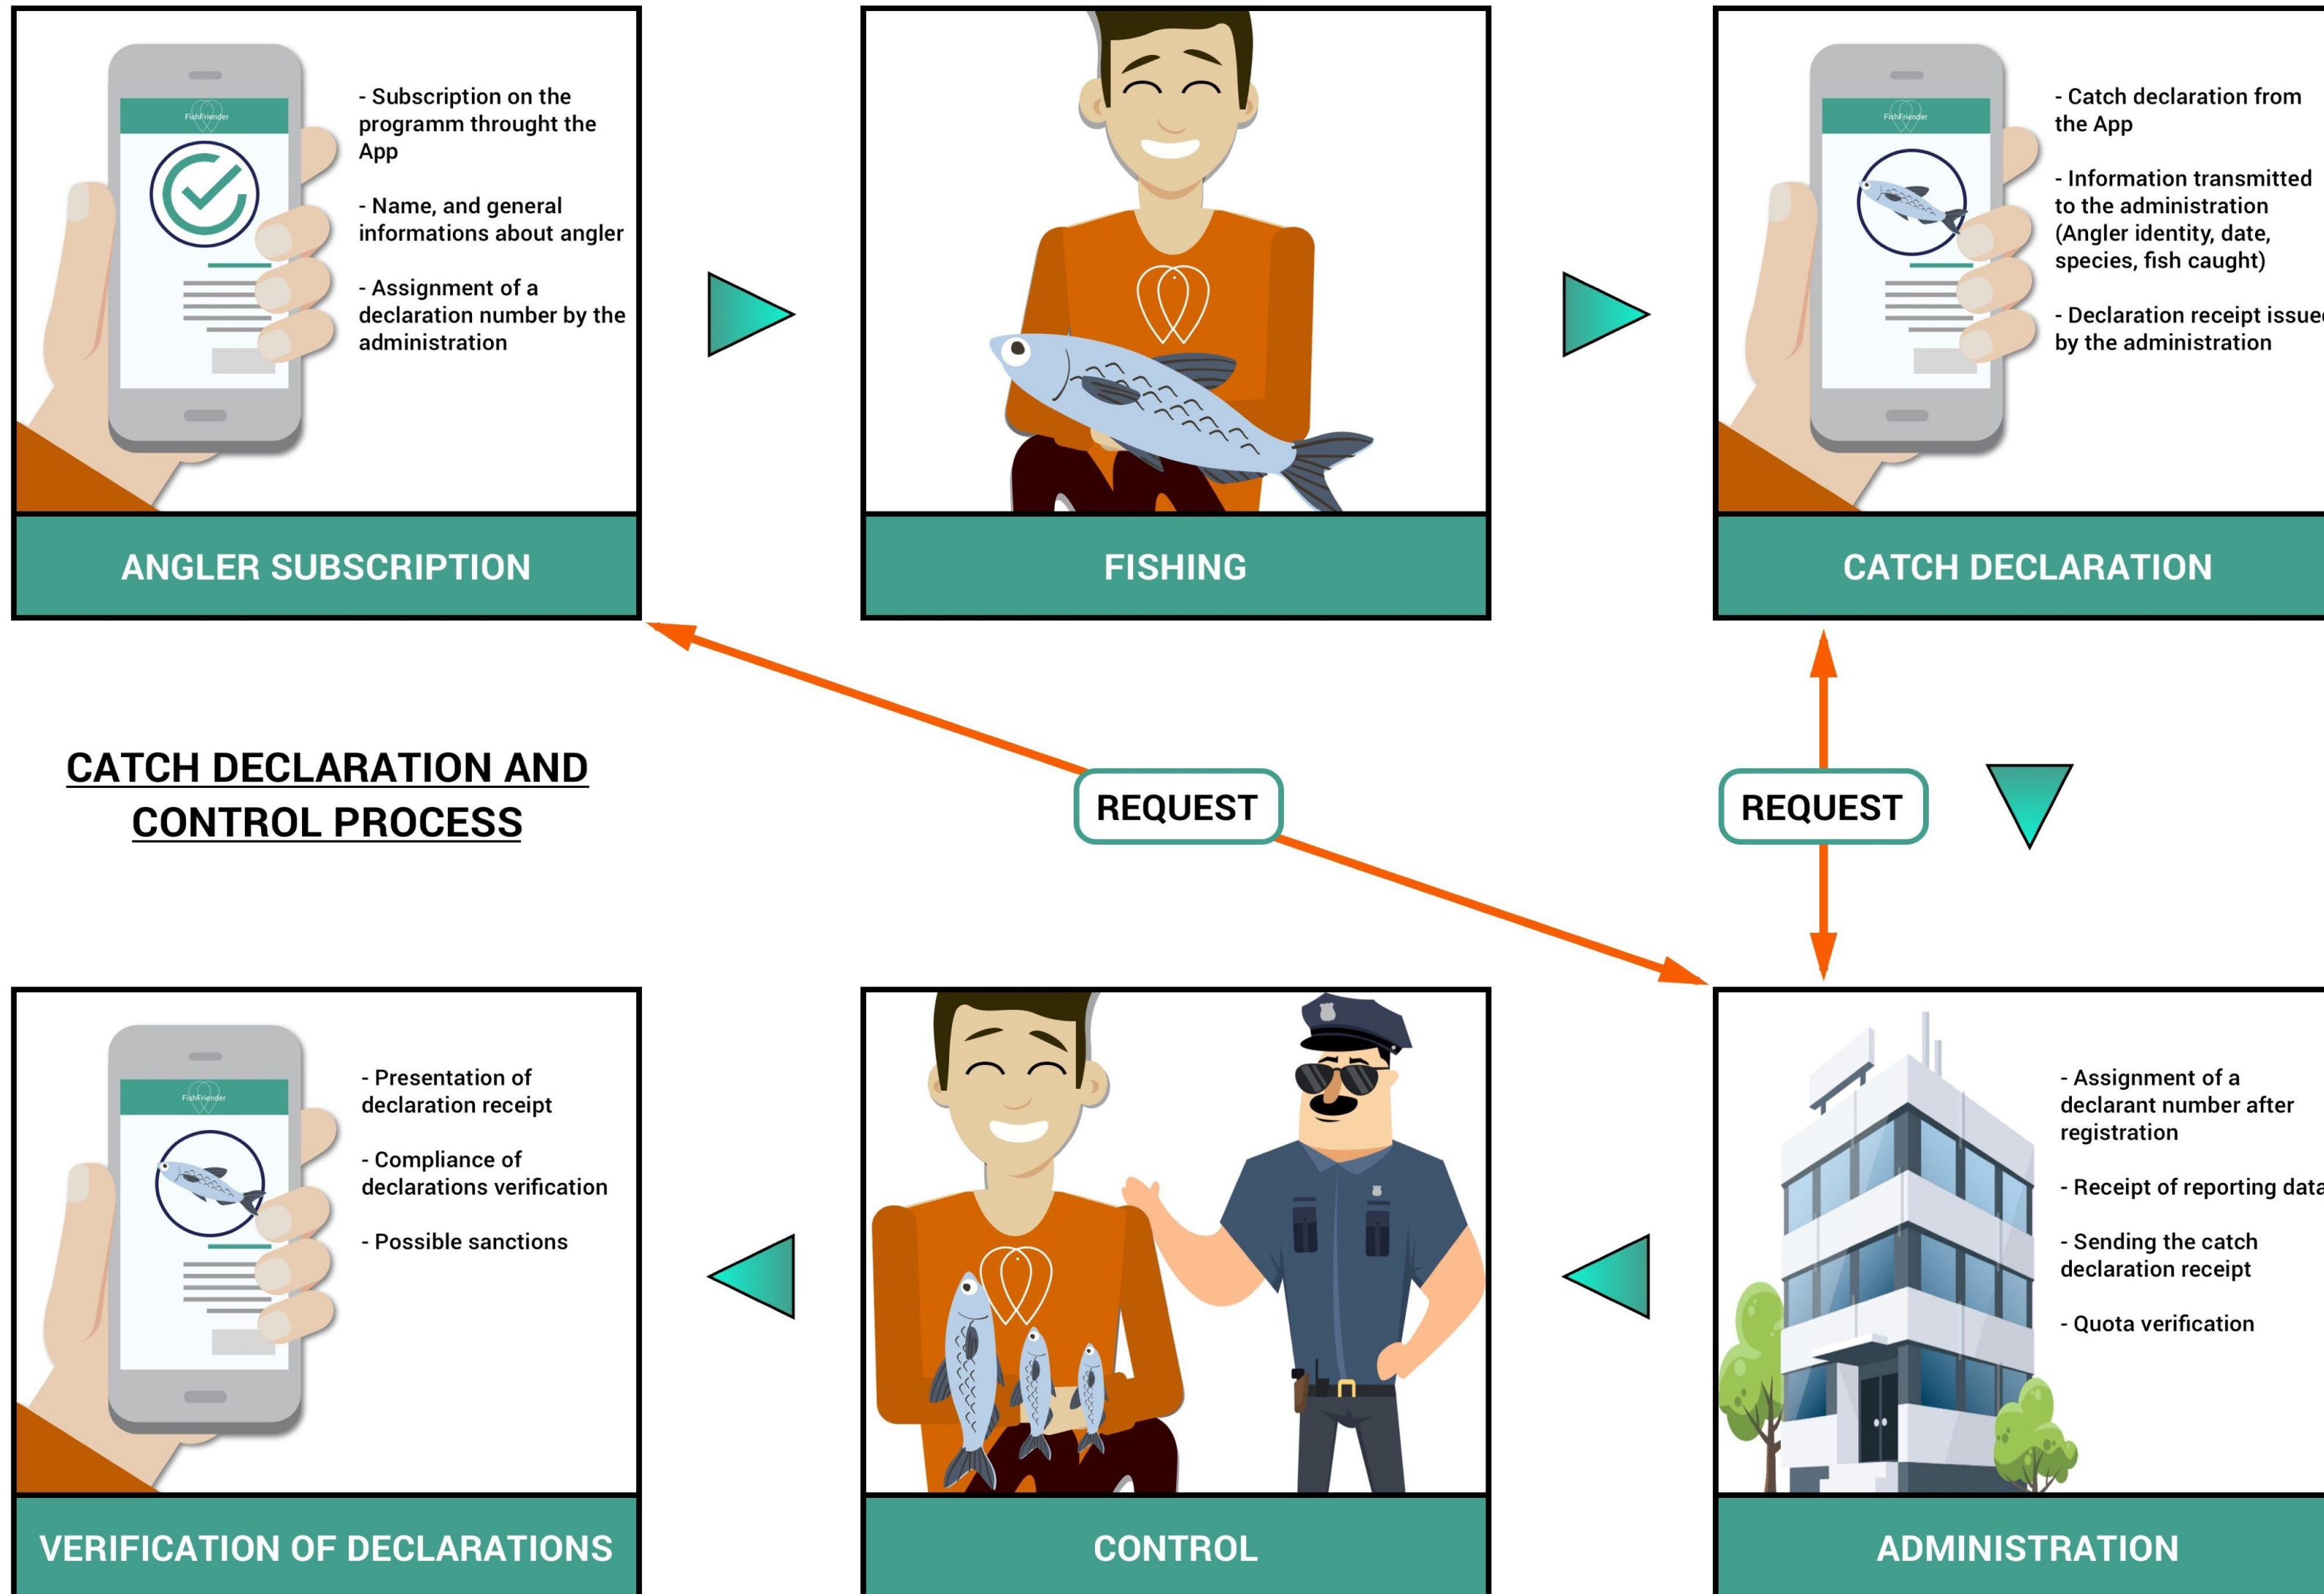 FishFriender
- Subscription on the
programm throught the
App
- Name, and general
informations about angler
- Assignment of a
declaration number by the
administration
ANGLER SUBSCRIPTION
FISHING
FishFriender
- Catch declaration from
the App
- Information transmitted
to the administration
(Angler identity, date,
species, fish caught)
- Declaration receipt issued
by the administration
CATCH DECLARATION
CATCH DECLARATION AND
CONTROL PROCESS
REQUEST
REQUEST
FishFriender
- Presentation of
declaration receipt
- Compliance of
declarations verification
- Possible sanctions
VERIFICATION OF DECLARATIONS
CONTROL
- Assignment of a
declarant number after
registration
- Receipt of reporting data
- Sending the catch
declaration receipt
- Quota verification
ADMINISTRATION